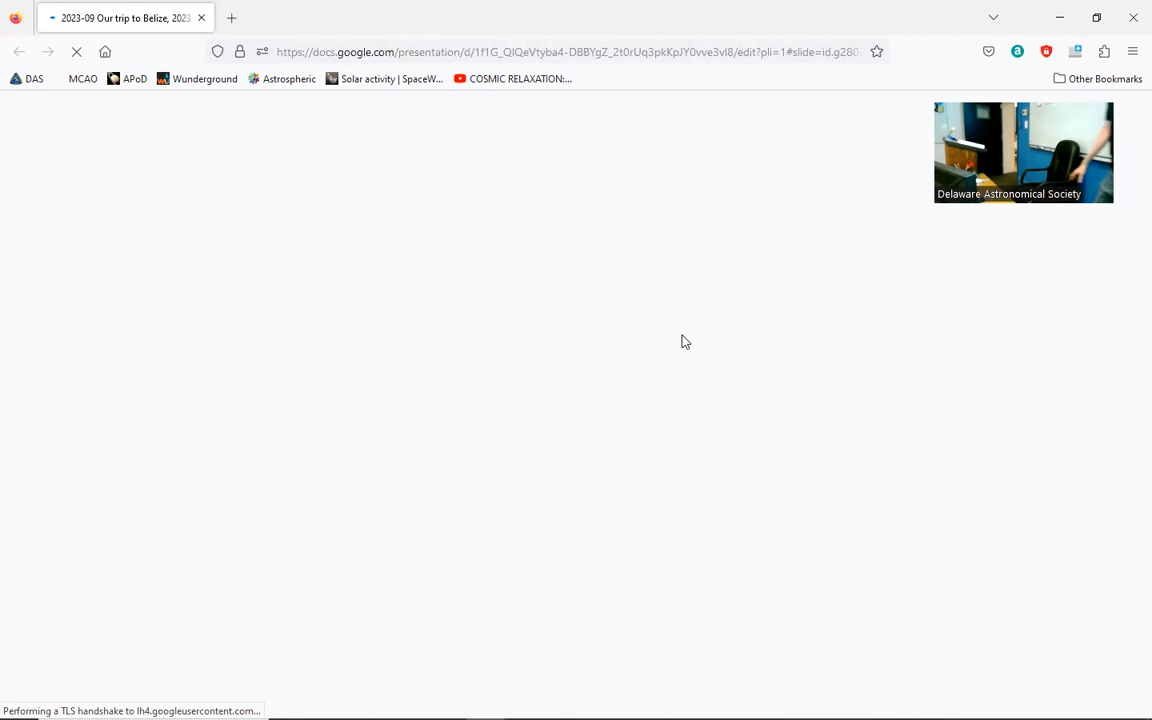 2023-09 Our trip to Belize, 2023
https://docs.google.com/presentation/d/1f1G_QIQeVtyba4-DBBYgZ_2t0rUq3pkKpJY0vve3vl8/edit?pli=1#slide=id.g280
DAS MCAO APoD Wunderground Astrospheric Solar activity | SpaceW... COSMIC RELAXATION:... Other Bookmarks
Delaware Astronomical Society
Performing a TLS handshake to lh4.googleusercontent.com...